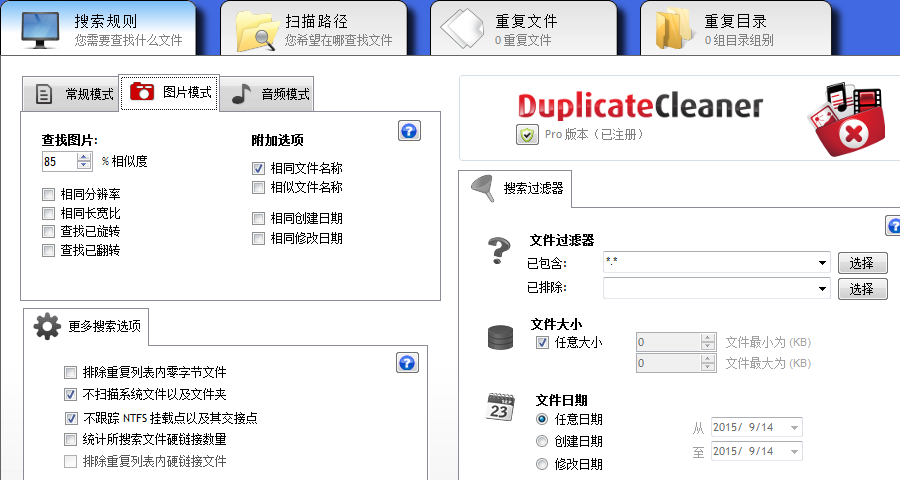 搜索规则
您需要查找什么文件
扫描路径
您希望在哪查找文件
重复文件
0 重复文件
重复目录
0 组目录组别
常规模式
图片模式
音频模式
查找图片:
85
% 相似度
相同分辨率
相同长宽比
查找已旋转
查找已翻转
附加选项
相同文件名称
相似文件名称
相同创建日期
相同修改日期
更多搜索选项
排除重复列表内零字节文件
不扫描系统文件以及文件夹
不跟踪 NTFS 挂载点以及其交接点
统计所搜索文件硬链接数量
排除重复列表内硬链接文件
DuplicateCleaner
Pro 版本（已注册）
搜索过滤器
文件过滤器
已包含:
*.*
选择
已排除:
选择
文件大小
任意大小
0
文件最小为 (KB)
0
文件最大为 (KB)
23
文件日期
任意日期
创建日期
修改日期
从
2015/ 9/14
至
2015/ 9/14